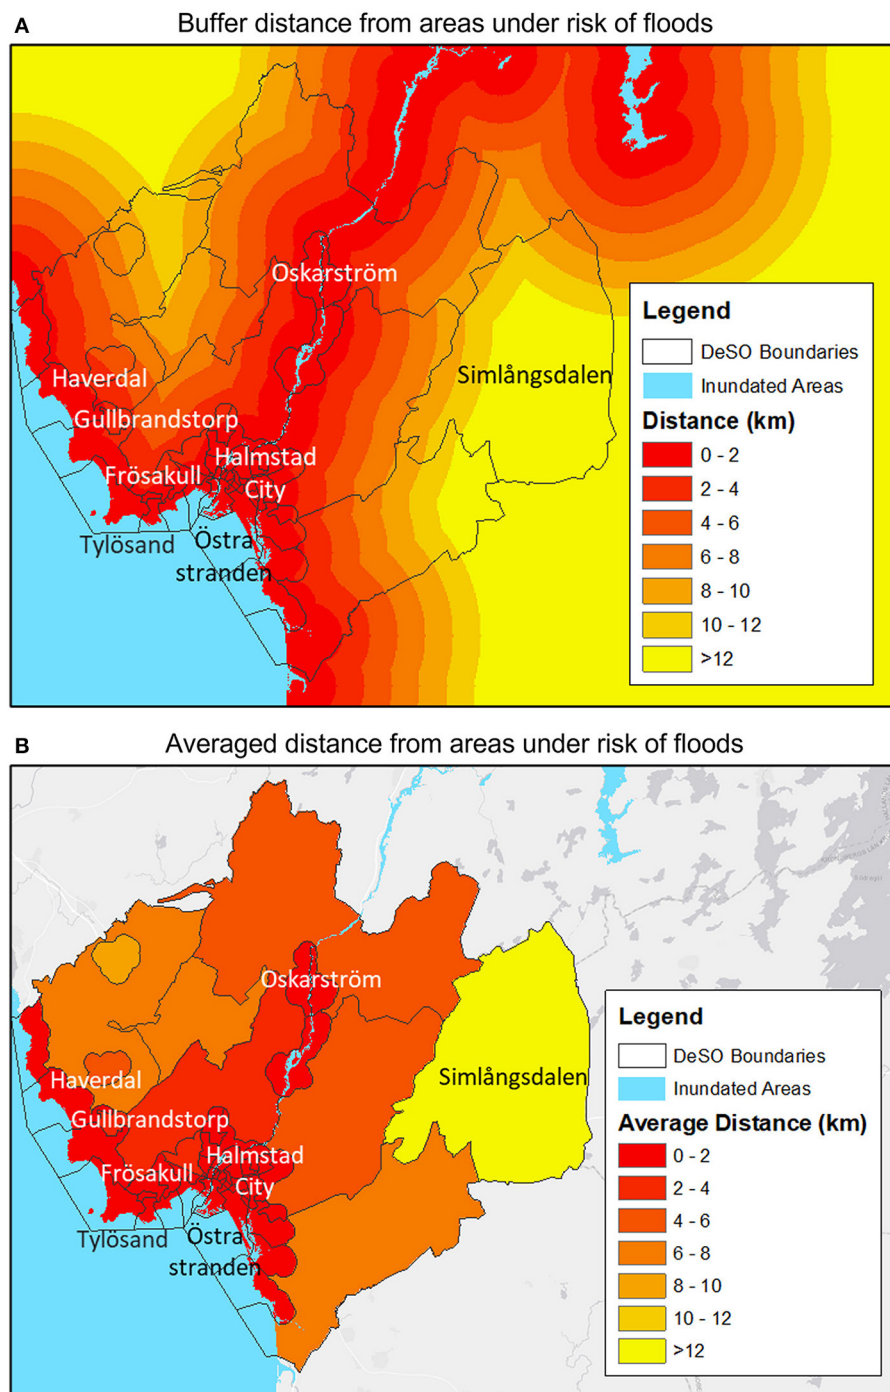 A
Buffer distance from areas under risk of floods
Oskarström
Simlångsdalen
Haverdal
Gullbrandstorp
Halmstad
City
Frösakull
Tylösand
Östra
stranden
Legend
DeSO Boundaries
Inundated Areas
Distance (km)
0 - 2
2 - 4
4 - 6
6 - 8
8 - 10
10 - 12
>12
B
Averaged distance from areas under risk of floods
Oskarström
Simlångsdalen
Haverdal
Gullbrandstorp
Halmstad
City
Frösakull
Tylösand
Östra
stranden
Legend
DeSO Boundaries
Inundated Areas
Average Distance (km)
0 - 2
2 - 4
4 - 6
6 - 8
8 - 10
10 - 12
>12